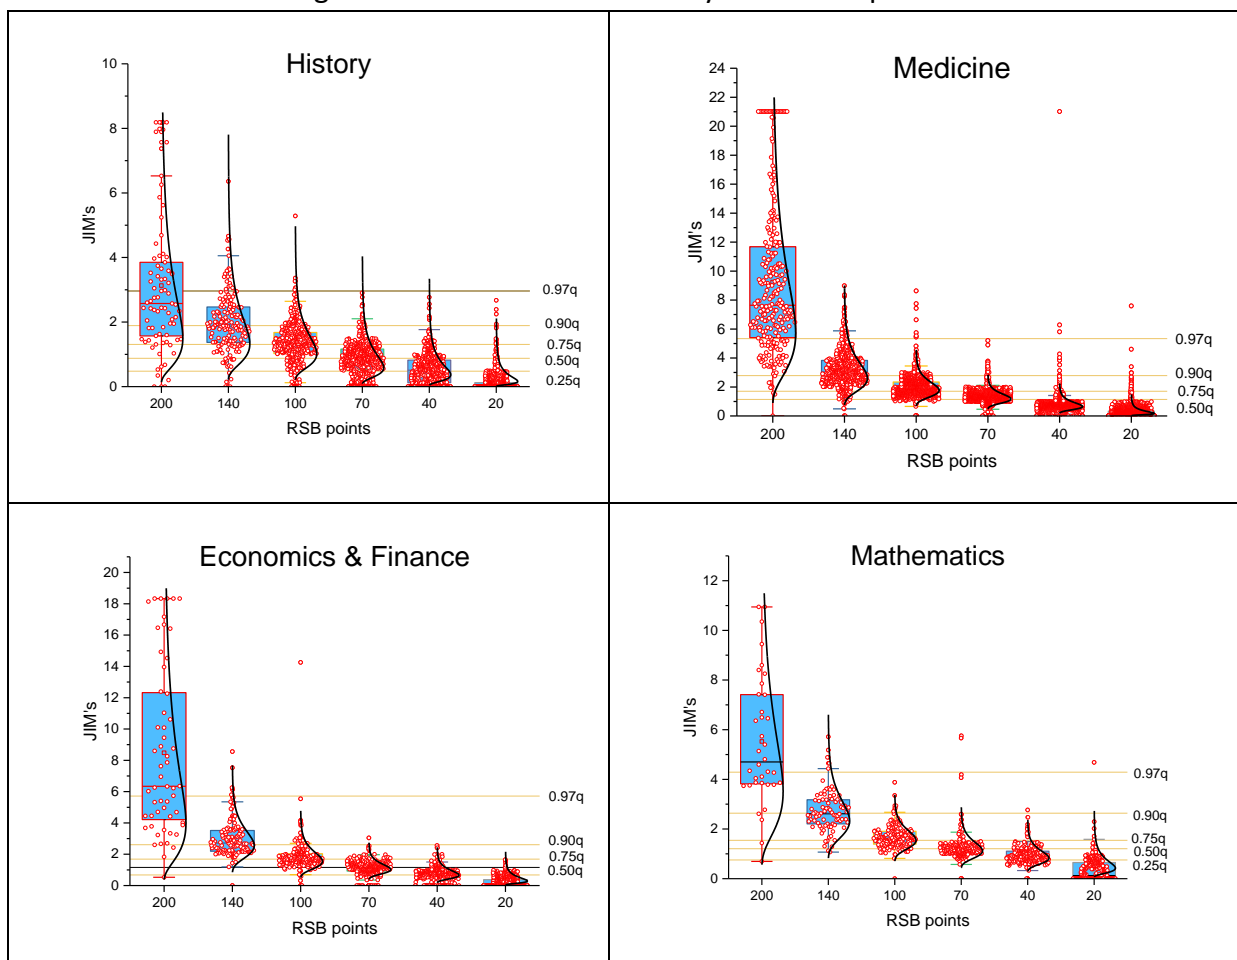 History
10
8
6
4
2
0
JIM's
0.97q
0.90q
0.75q
0.50q
0.25q
200 140 100 70 40 20
RSB points
Medicine
24
22
20
18
16
14
12
10
8
6
4
2
0
JIM's
0.97q
0.90q
0.75q
0.50q
200 140 100 70 40 20
RSB points
Economics & Finance
20
18
16
14
12
10
8
6
4
2
0
JIM's
0.97q
0.90q
0.75q
0.50q
200 140 100 70 40 20
RSB points
Mathematics
12
10
8
6
4
2
0
JIM's
0.97q
0.90q
0.75q
0.50q
0.25q
200 140 100 70 40 20
RSB points